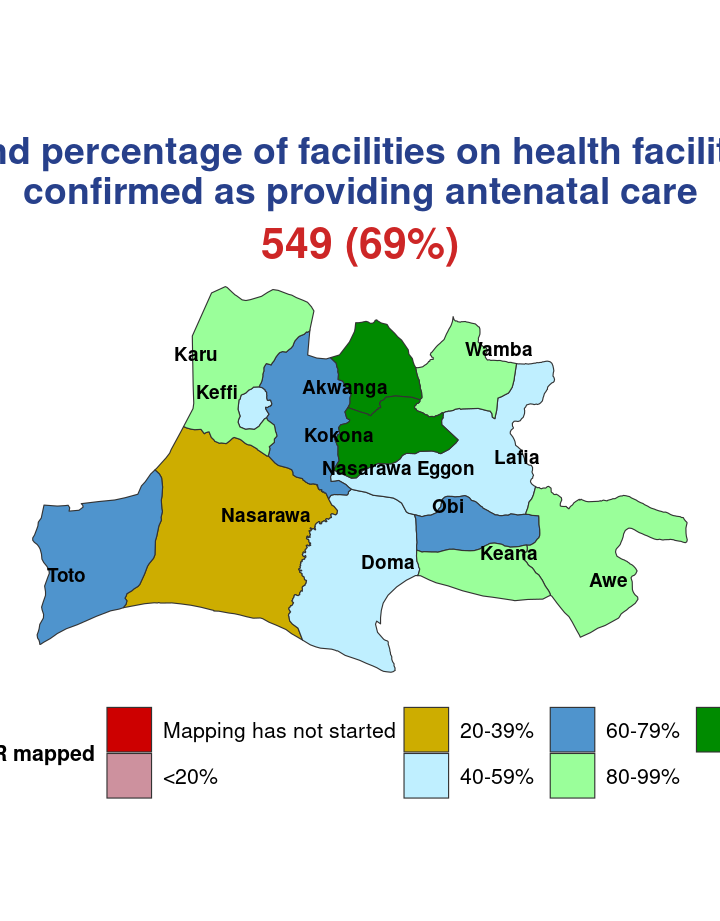 percentage of facilities on health
confirmed as providing antenatal care
549 (69%)
Karu
Wamba
Keffi
Akwanga
Kokona
Nasarawa Eggon
Lafia
Obi
Nasarawa
Keana
Doma
Toto
Awe
mapped
Mapping has not started
20-39%
60-79%
<20%
40-59%
80-99%